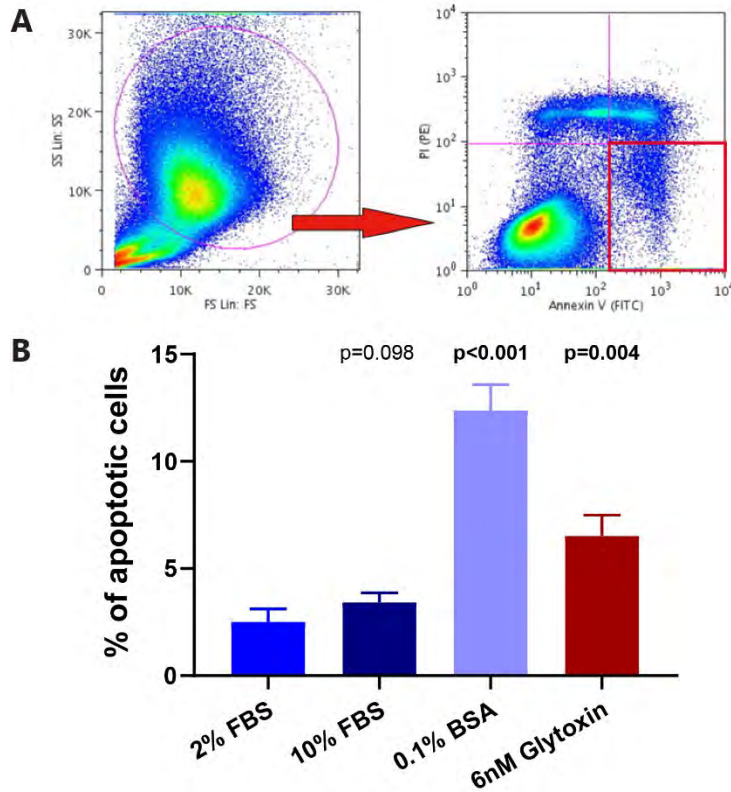 A
30K
20K
10K
0
SS Lin: SS
10K
20K
30K
FS Lin: FS
10⁴
10³
10²
10¹
10⁰
PI (PE)
10⁰
10¹
10²
10³
10⁴
Annexin V (FITC)
B
15
10
5
0
% of apoptotic cells
p=0.098
p<0.001
p=0.004
2% FBS
10% FBS
0.1% BSA
6nM Glytoxin